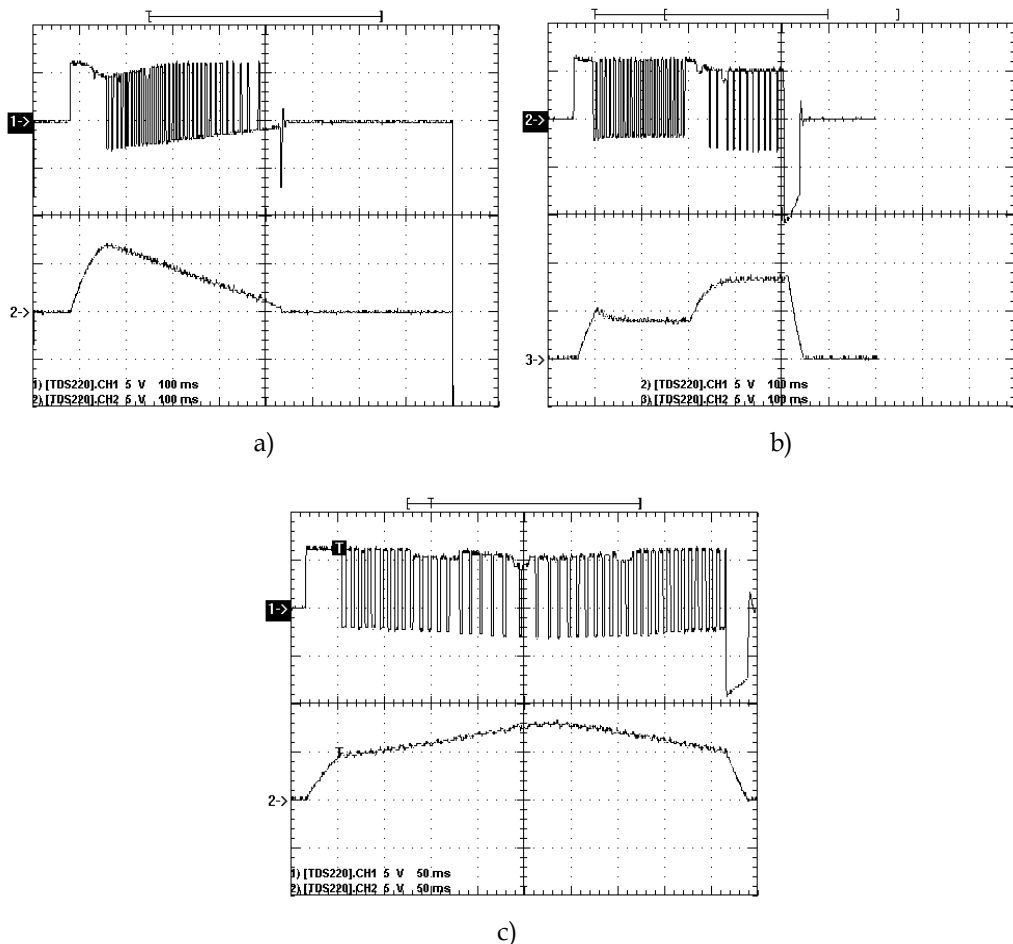 1->
2->
1) [TDS220].CH1 5 V 100 ms
2) [TDS220].CH2 5 V 100 ms
a)
2->
3->
2) [TDS220].CH1 5 V 100 ms
3) [TDS220].CH2 5 V 100 ms
b)
T
1->
T
2->
1) [TDS220].CH1 5 V 50 ms
2) [TDS220].CH2 5 V 50 ms
c)